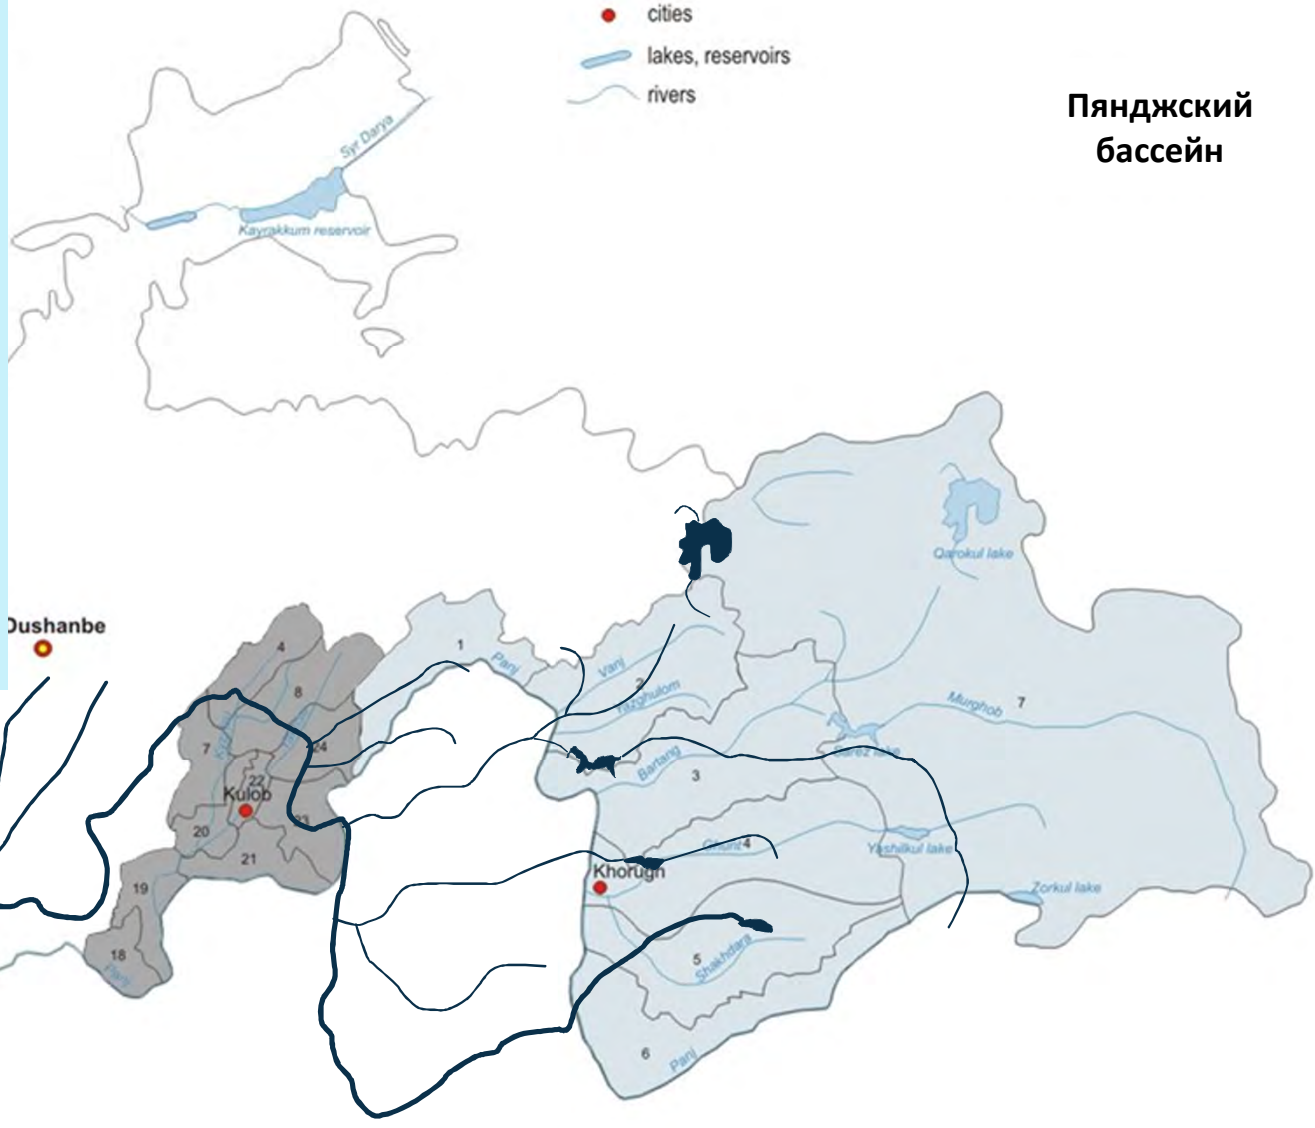 cities
lakes, reservoirs
rivers
Пянджский
бассейн
Syr Darya
Kayrakkum reservoir
Qarokul lake
Dushanbe
4
1
Panj
Vanj
8
2
Yazghulom
7
Murghob
7
24
Sarez lake
Bartang
3
22
Kulob
23
20
Ghunt
4
Yashilkul lake
21
Khorugh
19
Zorkul lake
18
Panj
5
Shakhdara
6
Panj